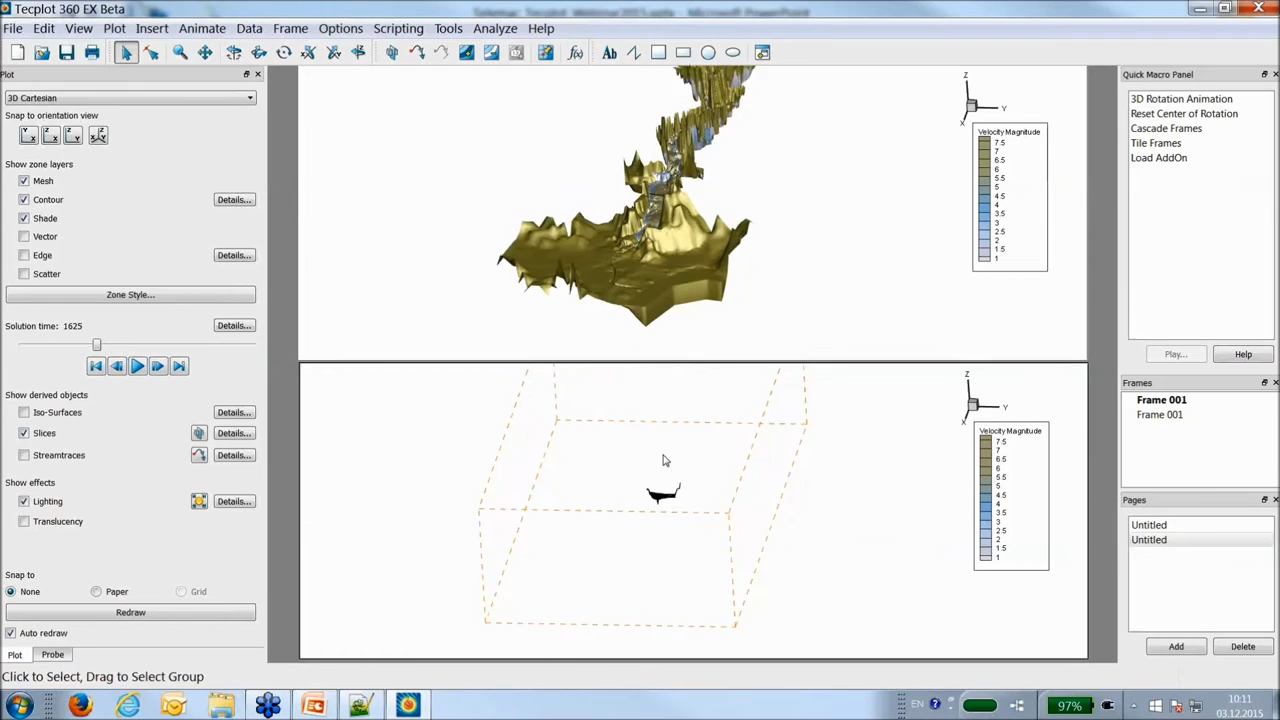 Tecplot 360 EX Beta
Telemac_Tecplot_Webinar2015.pptx - Microsoft PowerPoint
File Edit View Plot Insert Animate Data Frame Options Scripting Tools Analyze Help
Plot
3D Cartesian
Snap to orientation view
Show zone layers
Mesh
Contour Details...
Shade
Vector
Edge Details...
Scatter
Zone Style...
Solution time: 1625 Details...
Show derived objects
Iso-Surfaces Details...
Slices Details...
Streamtraces Details...
Show effects
Lighting Details...
Translucency
Snap to
None Paper Grid
Redraw
Auto redraw
Plot Probe
Click to Select, Drag to Select Group
Z
Y
X
Velocity Magnitude
7.5
7
6.5
6
5.5
5
4.5
4
3.5
3
2.5
2
1.5
1
Z
Y
X
Velocity Magnitude
7.5
7
6.5
6
5.5
5
4.5
4
3.5
3
2.5
2
1.5
1
Quick Macro Panel
3D Rotation Animation
Reset Center of Rotation
Cascade Frames
Tile Frames
Load AddOn
Play... Help
Frames
Frame 001
Frame 001
Pages
Untitled
Untitled
Add Delete
EN 97% 10:11
03.12.2015